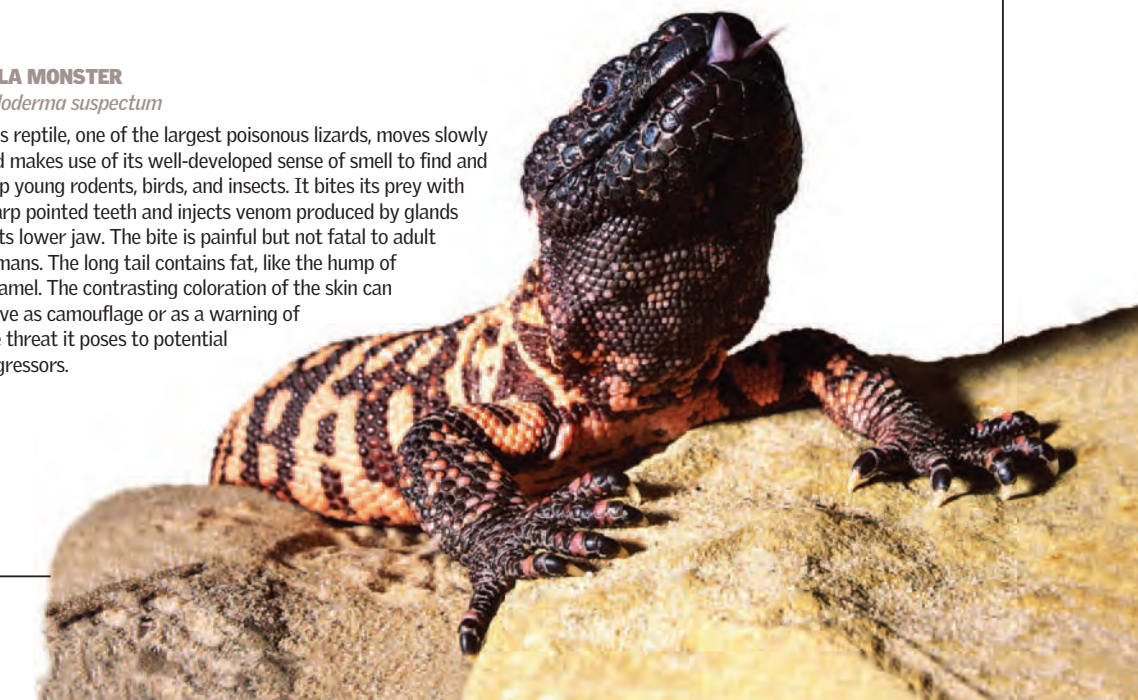 LA MONSTER
loderma suspectum
s reptile, one of the largest poisonous lizards, moves slowly
d makes use of its well-developed sense of smell to find and
p young rodents, birds, and insects. It bites its prey with
arp pointed teeth and injects venom produced by glands
ts lower jaw. The bite is painful but not fatal to adult
mans. The long tail contains fat, like the hump of
amel. The contrasting coloration of the skin can
ve as camouflage or as a warning of
e threat it poses to potential
gressors.